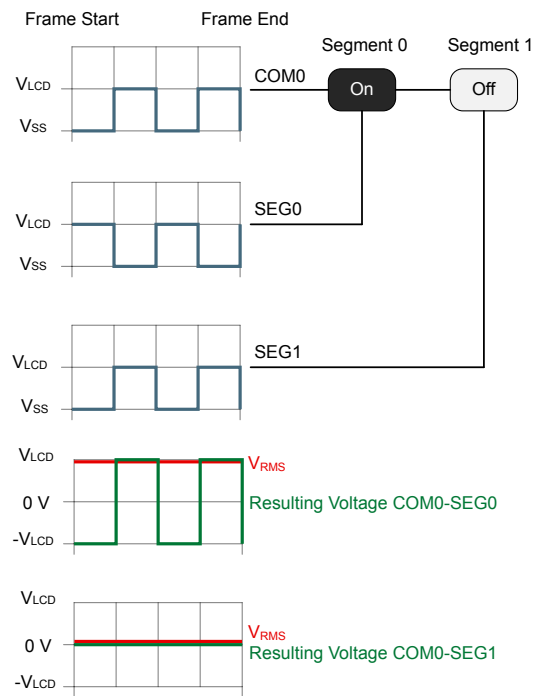 Frame Start Frame End
Segment 0 Segment 1
COM0
VLCD
On Off
VSS
SEG0
VLCD
VSS
SEG1
VLCD
VSS
VLCD
VRMS
0 V
Resulting Voltage COM0-SEG0
-VLCD
VLCD
VRMS
0 V
Resulting Voltage COM0-SEG1
-VLCD